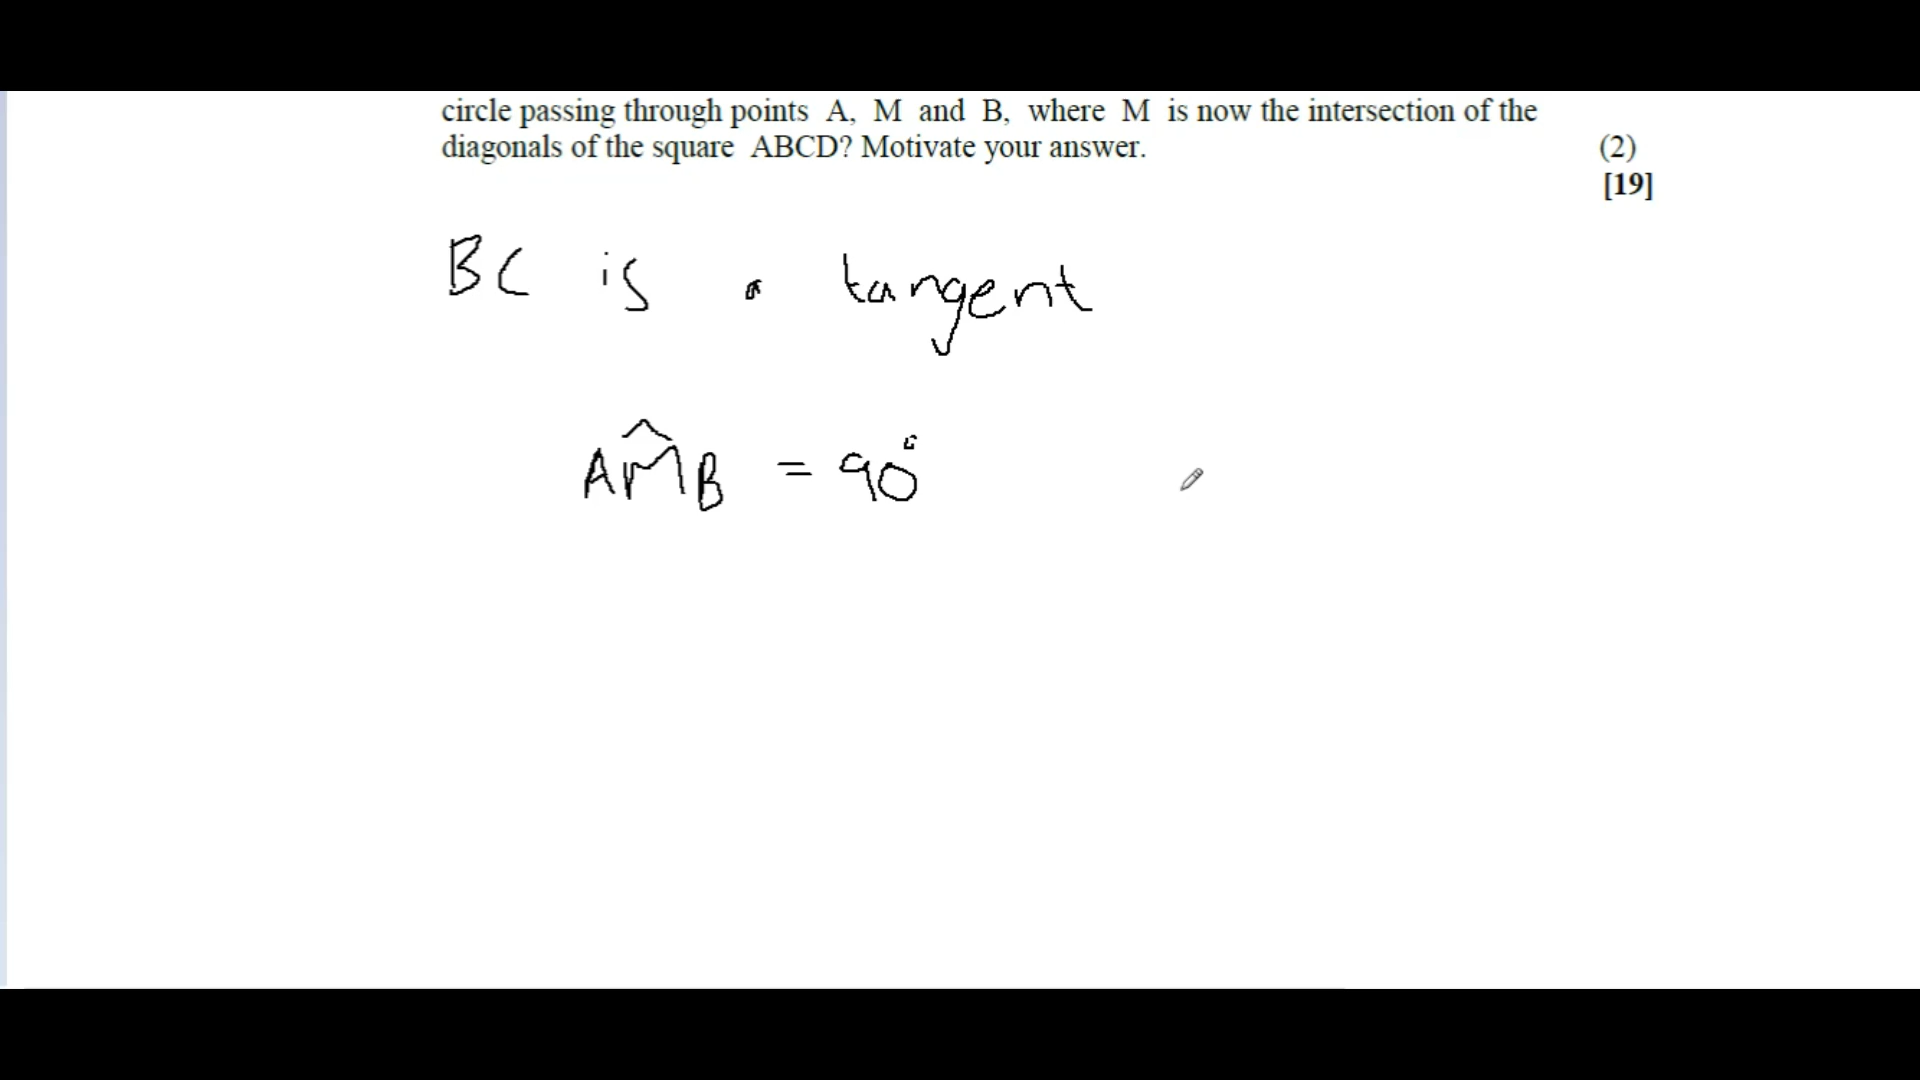 circle passing through points A, M and B, where M is now the intersection of the
diagonals of the square ABCD? Motivate your answer. (2)
[19]
BC is a tangent
AM̂B = 90°